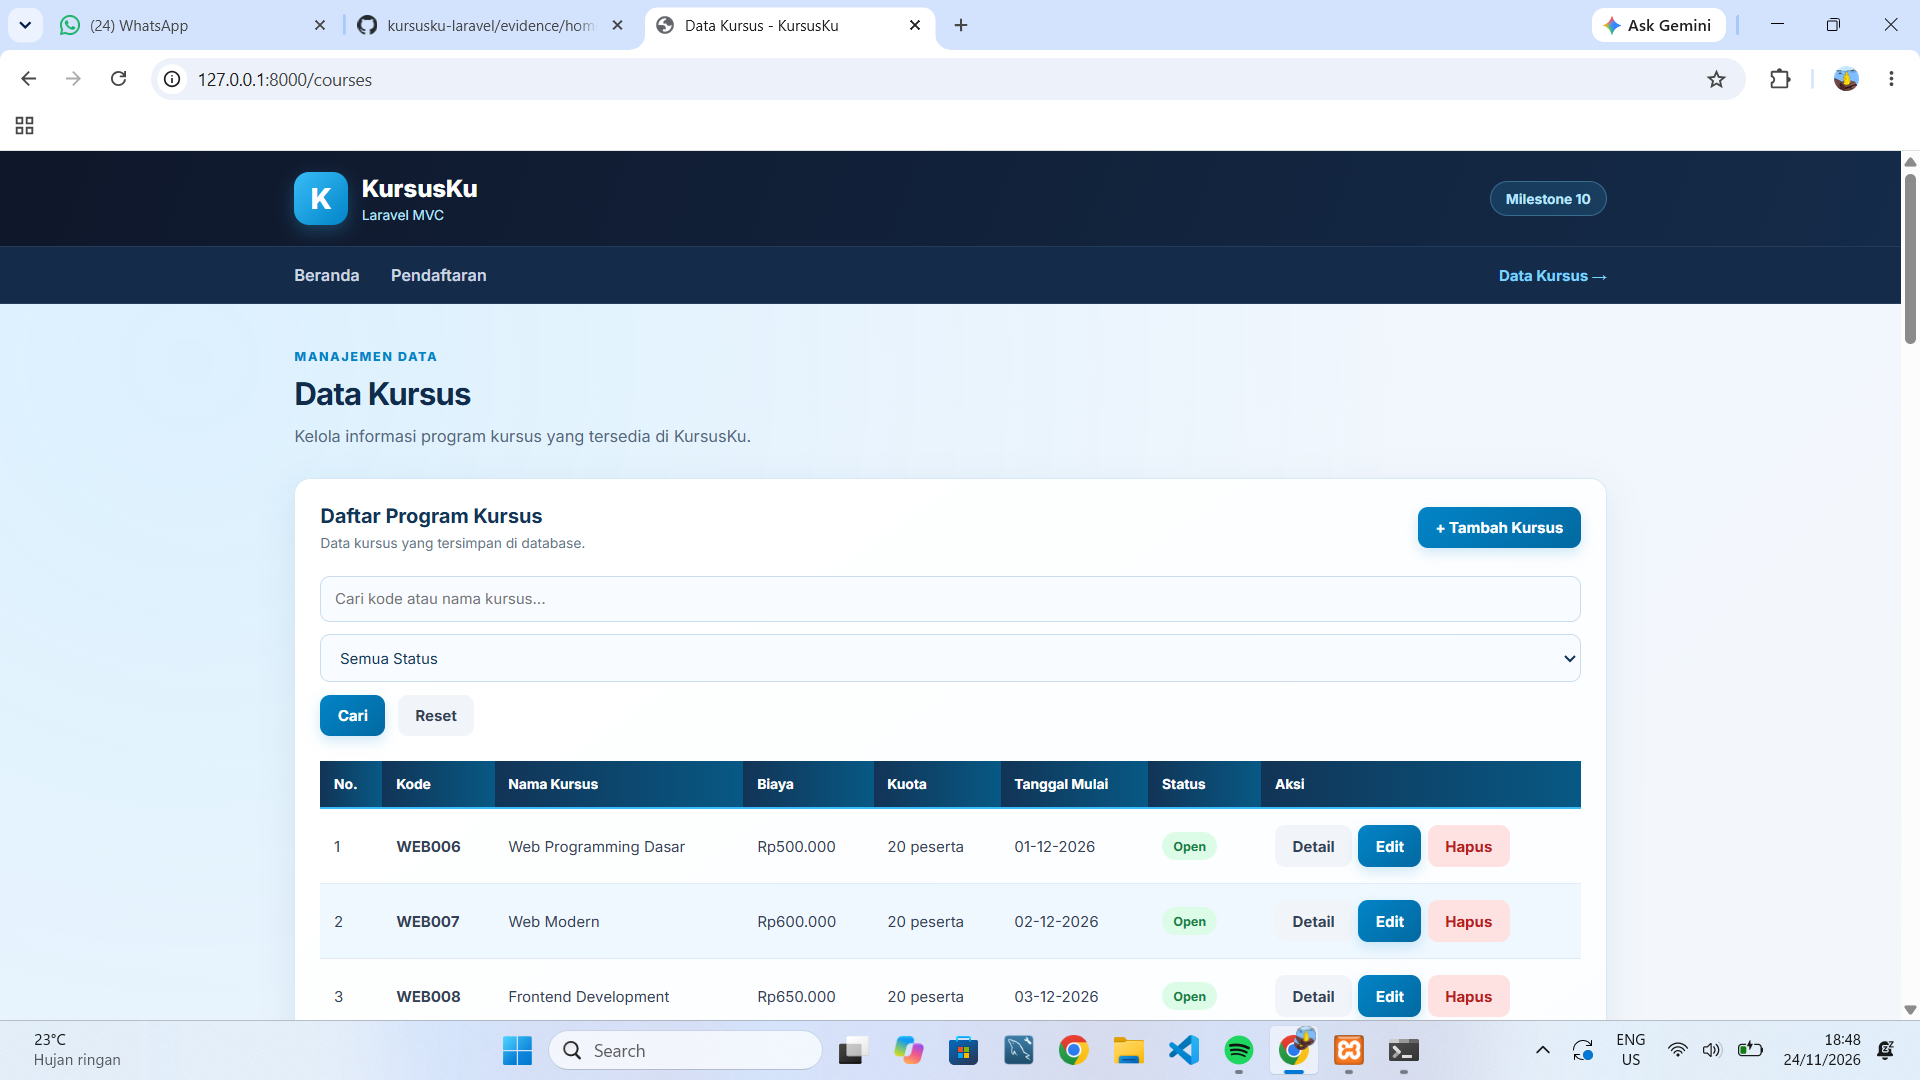 (24) WhatsApp
kursusku-laravel/evidence/hom
Data Kursus - KursusKu
Ask Gemini
127.0.0.1:8000/courses
K
KursusKu
Laravel MVC
Milestone 10
Beranda
Pendaftaran
Data Kursus →
MANAJEMEN DATA
Data Kursus
Kelola informasi program kursus yang tersedia di KursusKu.
Daftar Program Kursus
Data kursus yang tersimpan di database.
+ Tambah Kursus
Cari kode atau nama kursus...
Semua Status
Cari
Reset
No. Kode Nama Kursus Biaya Kuota Tanggal Mulai Status Aksi
1 WEB006 Web Programming Dasar Rp500.000 20 peserta 01-12-2026 Open Detail Edit Hapus
2 WEB007 Web Modern Rp600.000 20 peserta 02-12-2026 Open Detail Edit Hapus
3 WEB008 Frontend Development Rp650.000 20 peserta 03-12-2026 Open Detail Edit Hapus
23°C
Hujan ringan
Search
ENG
US
18:48
24/11/2026